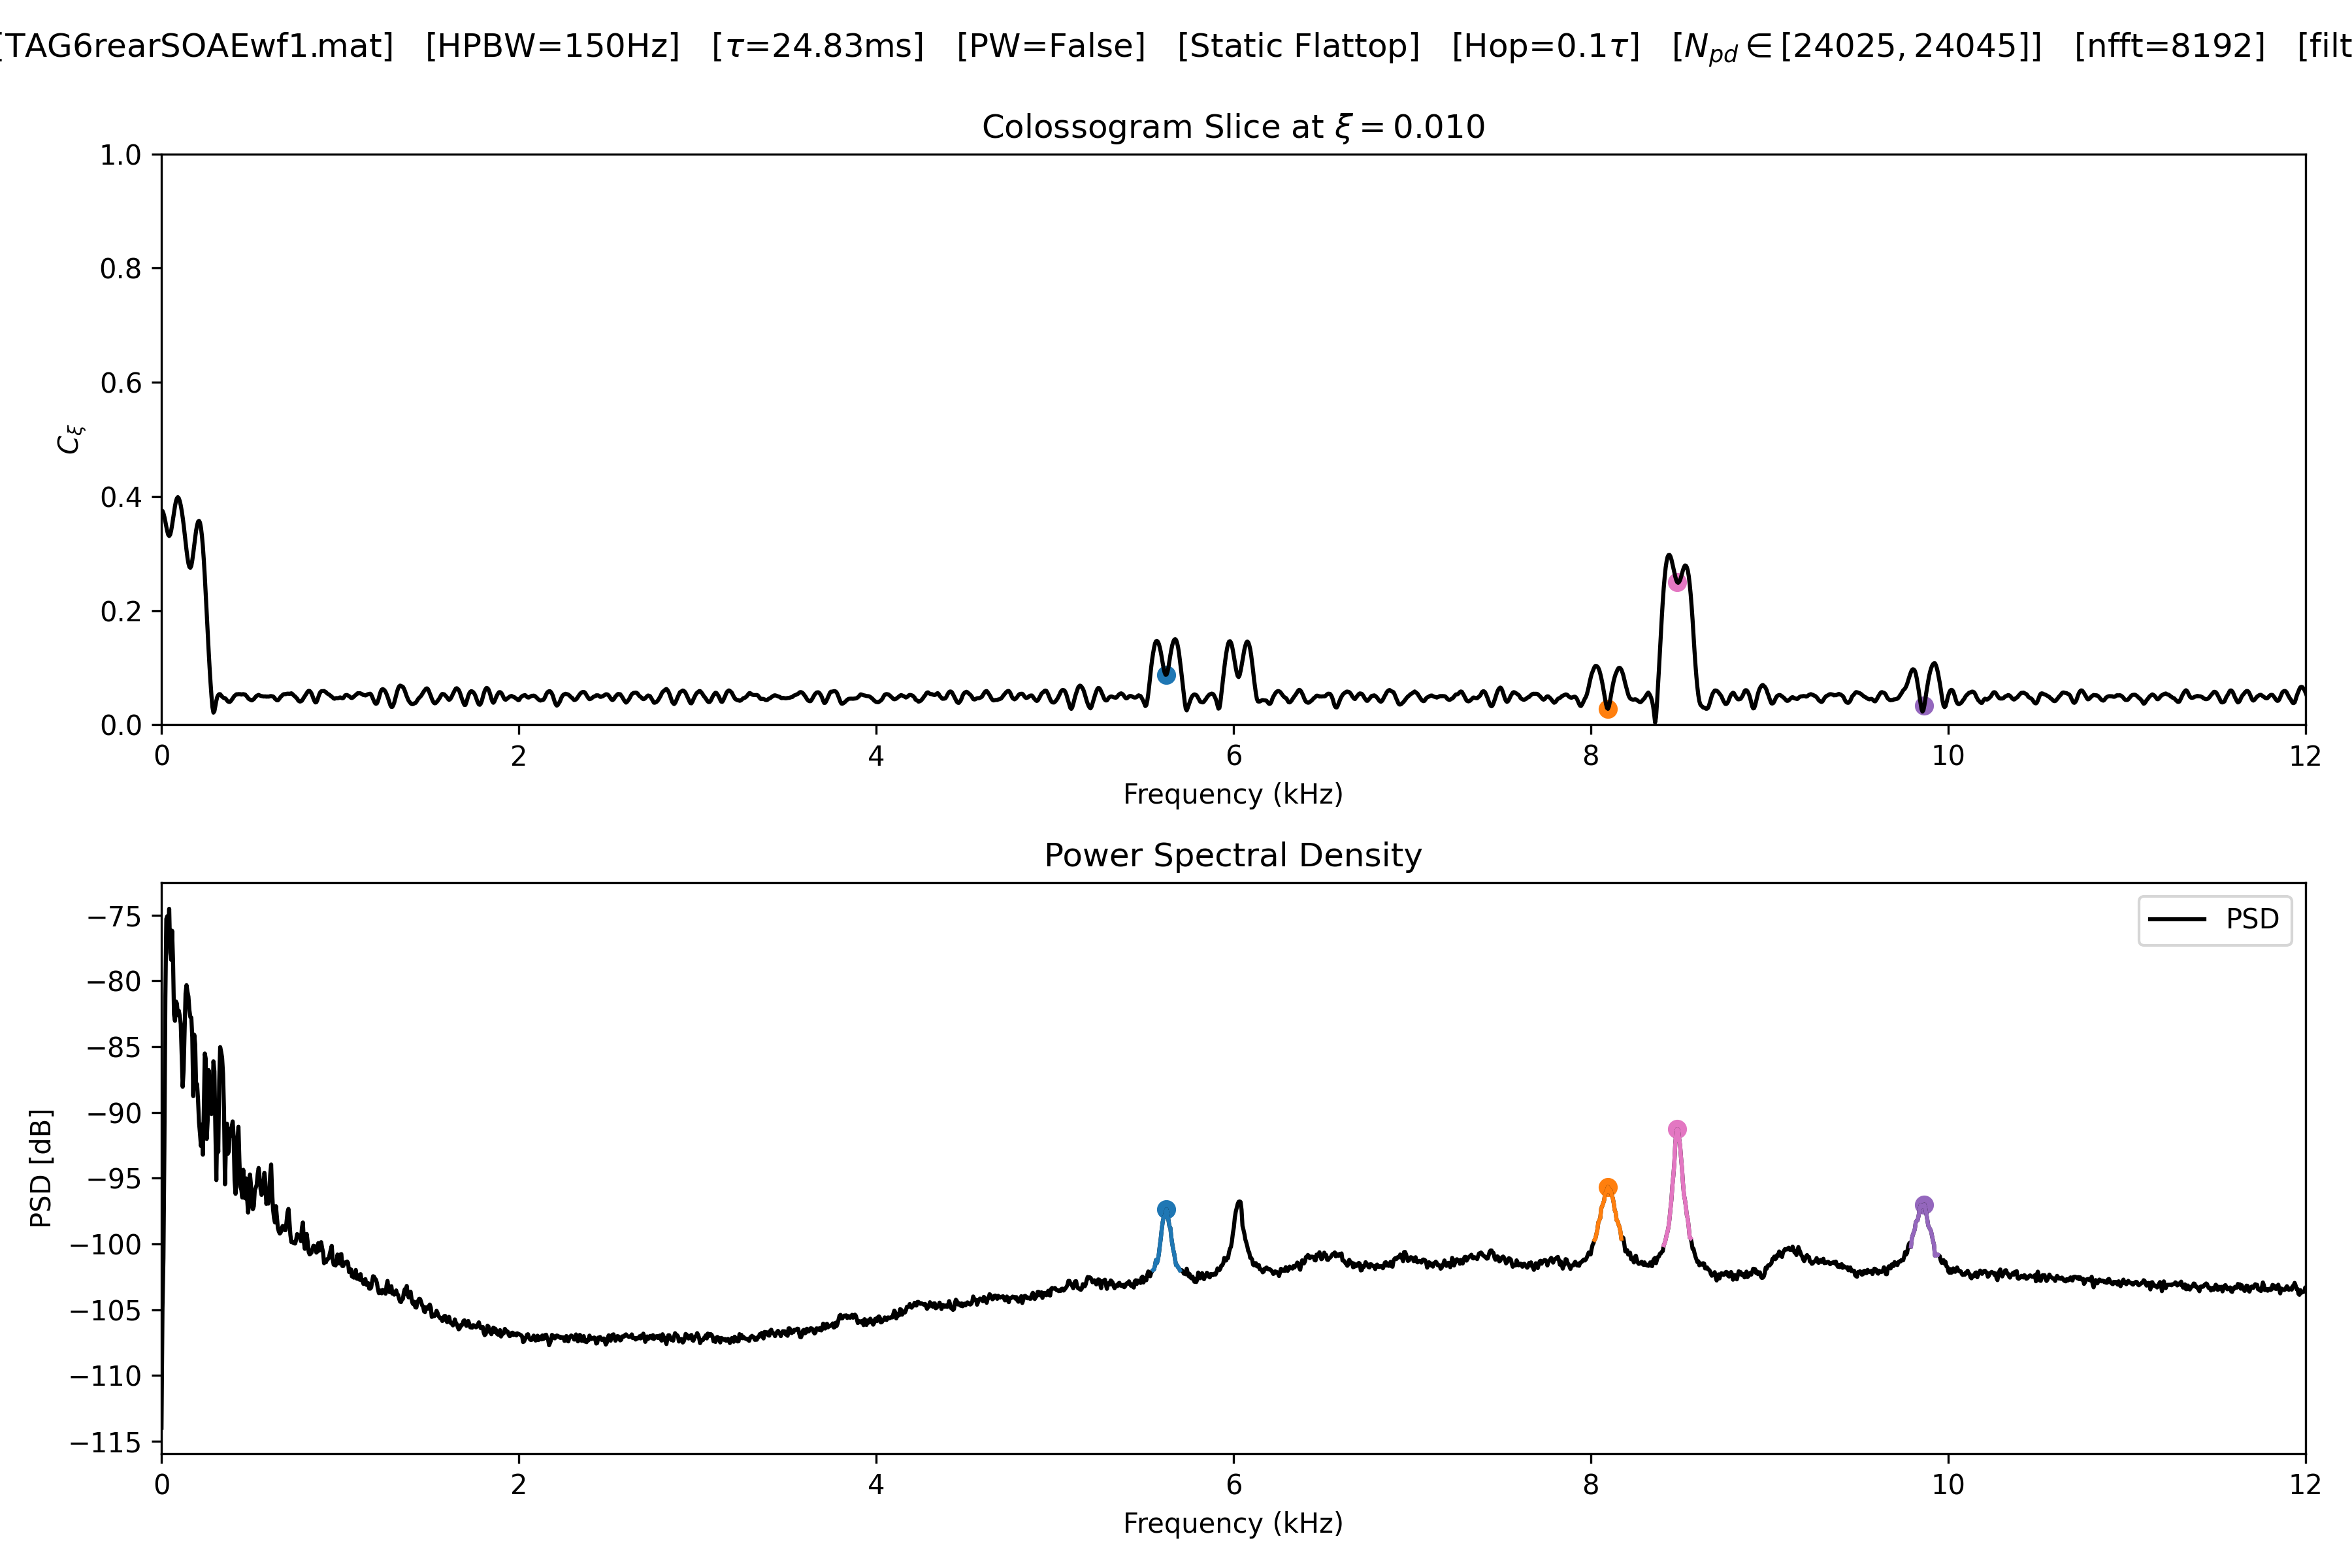 [TAG6rearSOAEwf1.mat] [HPBW=150Hz] [τ=24.83ms] [PW=False] [Static Flattop] [Hop=0.1τ] [N_pd ∈ [24025, 24045]] [nfft=8192] [filt
Colossogram Slice at ξ = 0.010
1.0
0.8
0.6
0.4
0.2
0.0
C_ξ
0 2 4 6 8 10 12
Frequency (kHz)
Power Spectral Density
PSD
−75
−80
−85
−90
−95
−100
−105
−110
−115
PSD [dB]
0 2 4 6 8 10 12
Frequency (kHz)